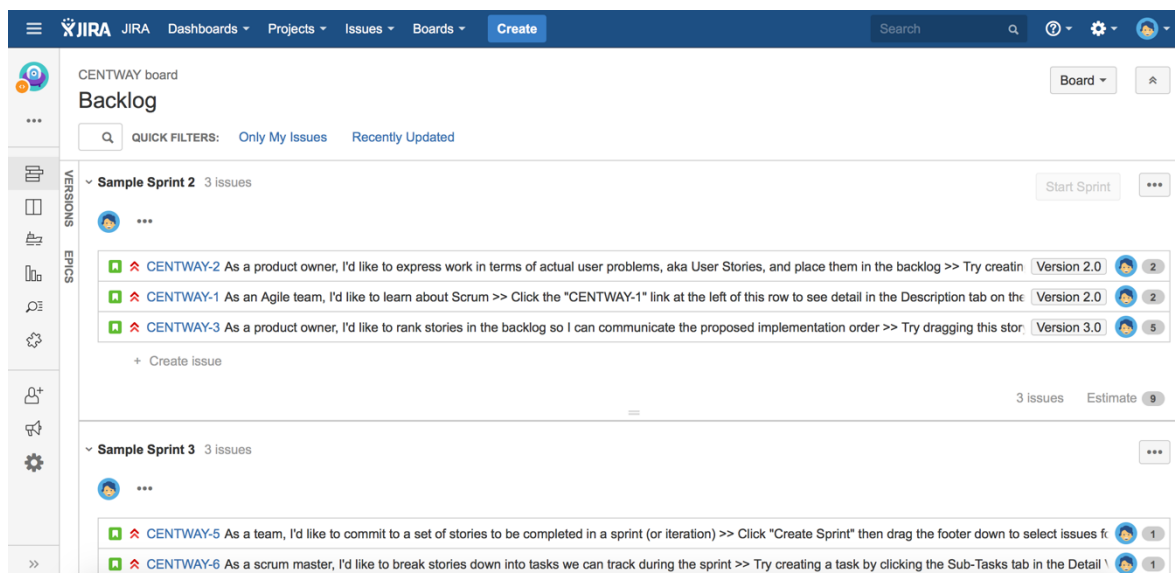 JIRA JIRA Dashboards Projects Issues Boards Create Search
CENTWAY board
Board
Backlog
QUICK FILTERS: Only My Issues Recently Updated
VERSIONS
EPICS
Sample Sprint 2 3 issues
Start Sprint
CENTWAY-2 As a product owner, I'd like to express work in terms of actual user problems, aka User Stories, and place them in the backlog >> Try creatin Version 2.0 2
CENTWAY-1 As an Agile team, I'd like to learn about Scrum >> Click the "CENTWAY-1" link at the left of this row to see detail in the Description tab on the Version 2.0 2
CENTWAY-3 As a product owner, I'd like to rank stories in the backlog so I can communicate the proposed implementation order >> Try dragging this stor Version 3.0 5
+ Create issue
3 issues Estimate 9
Sample Sprint 3 3 issues
CENTWAY-5 As a team, I'd like to commit to a set of stories to be completed in a sprint (or iteration) >> Click "Create Sprint" then drag the footer down to select issues fo 1
CENTWAY-6 As a scrum master, I'd like to break stories down into tasks we can track during the sprint >> Try creating a task by clicking the Sub-Tasks tab in the Detail 1